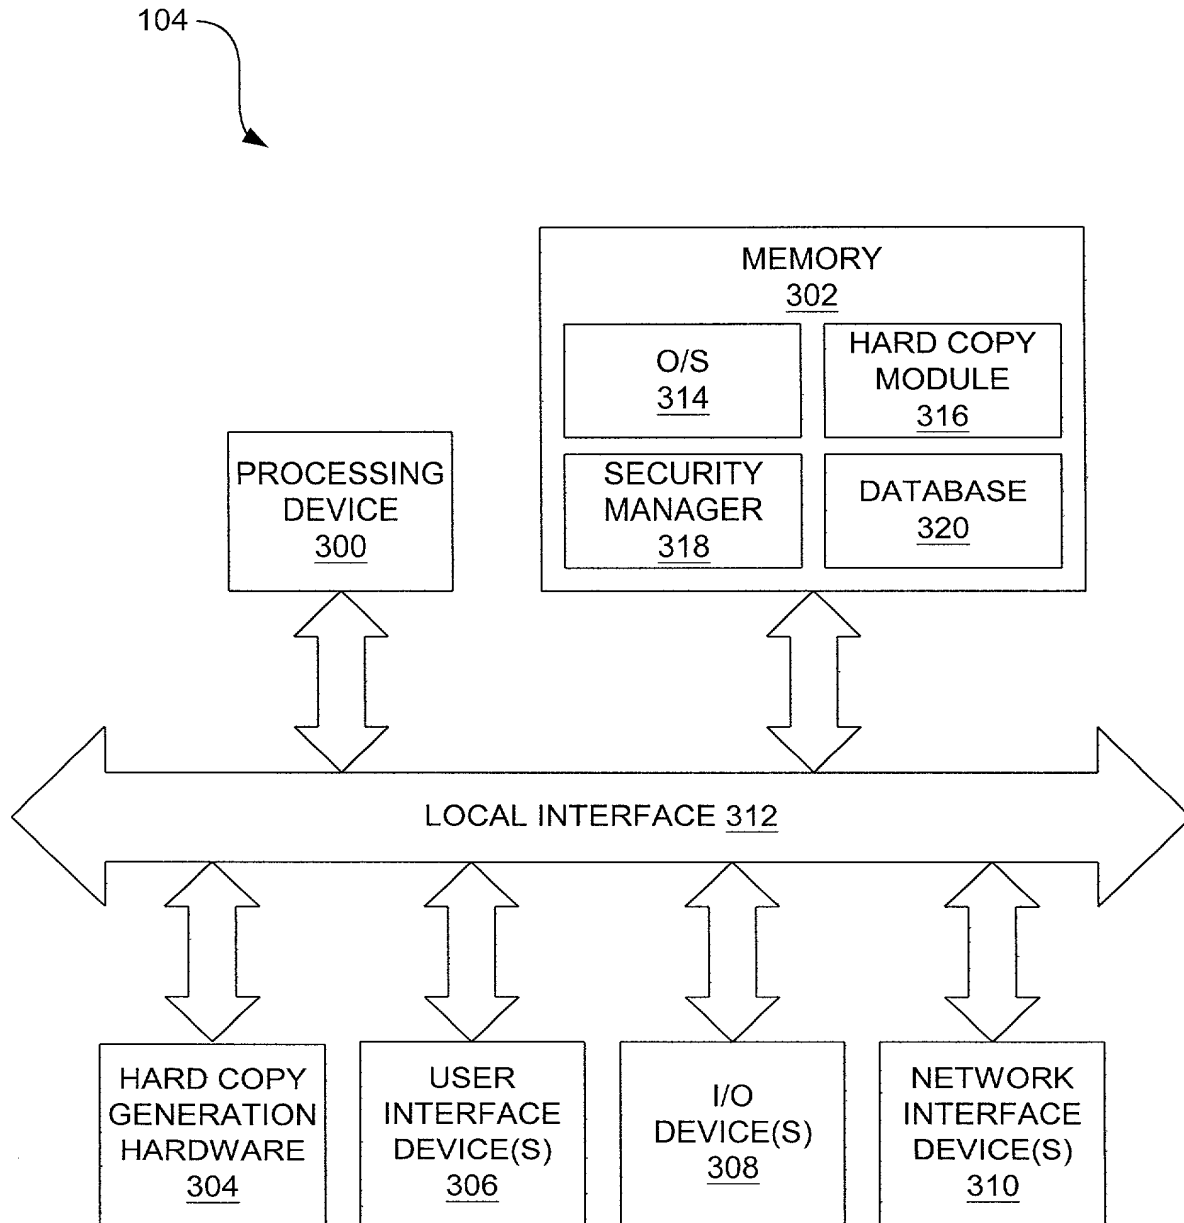 104
MEMORY
302
O/S
314
HARD COPY
MODULE
316
SECURITY
MANAGER
318
DATABASE
320
PROCESSING
DEVICE
300
LOCAL INTERFACE 312
HARD COPY
GENERATION
HARDWARE
304
USER
INTERFACE
DEVICE(S)
306
I/O
DEVICE(S)
308
NETWORK
INTERFACE
DEVICE(S)
310